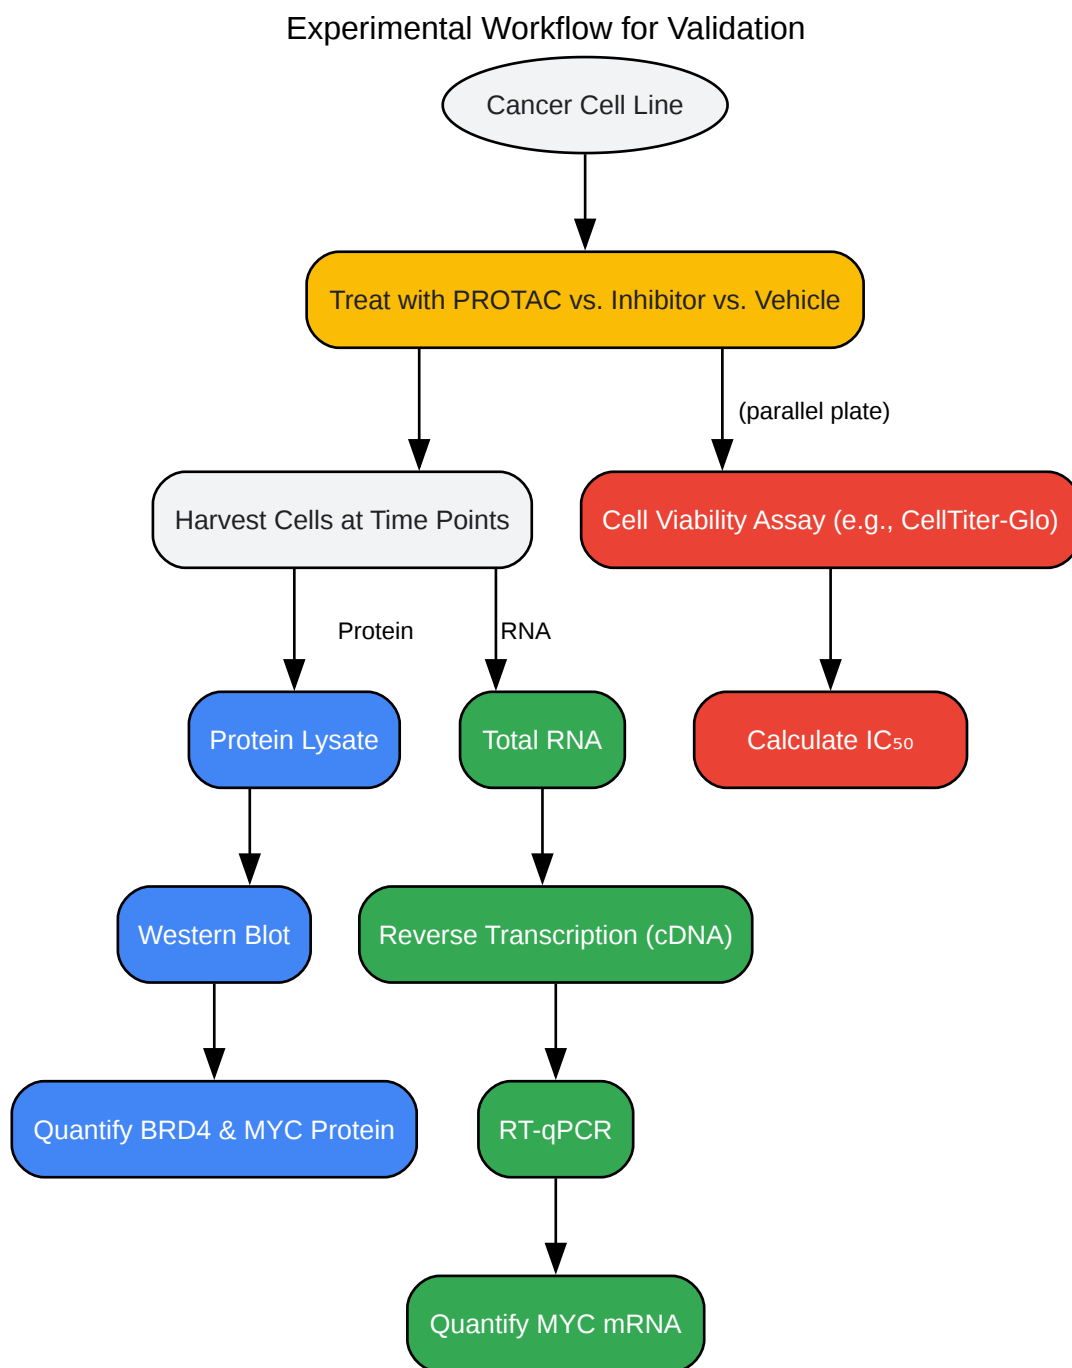 Experimental Workflow for Validation
Cancer Cell Line
Treat with PROTAC vs. Inhibitor vs. Vehicle
(parallel plate)
Harvest Cells at Time Points
Cell Viability Assay (e.g., CellTiter-Glo)
Protein
RNA
Protein Lysate
Total RNA
Calculate IC₅₀
Western Blot
Reverse Transcription (cDNA)
Quantify BRD4 & MYC Protein
RT-qPCR
Quantify MYC mRNA